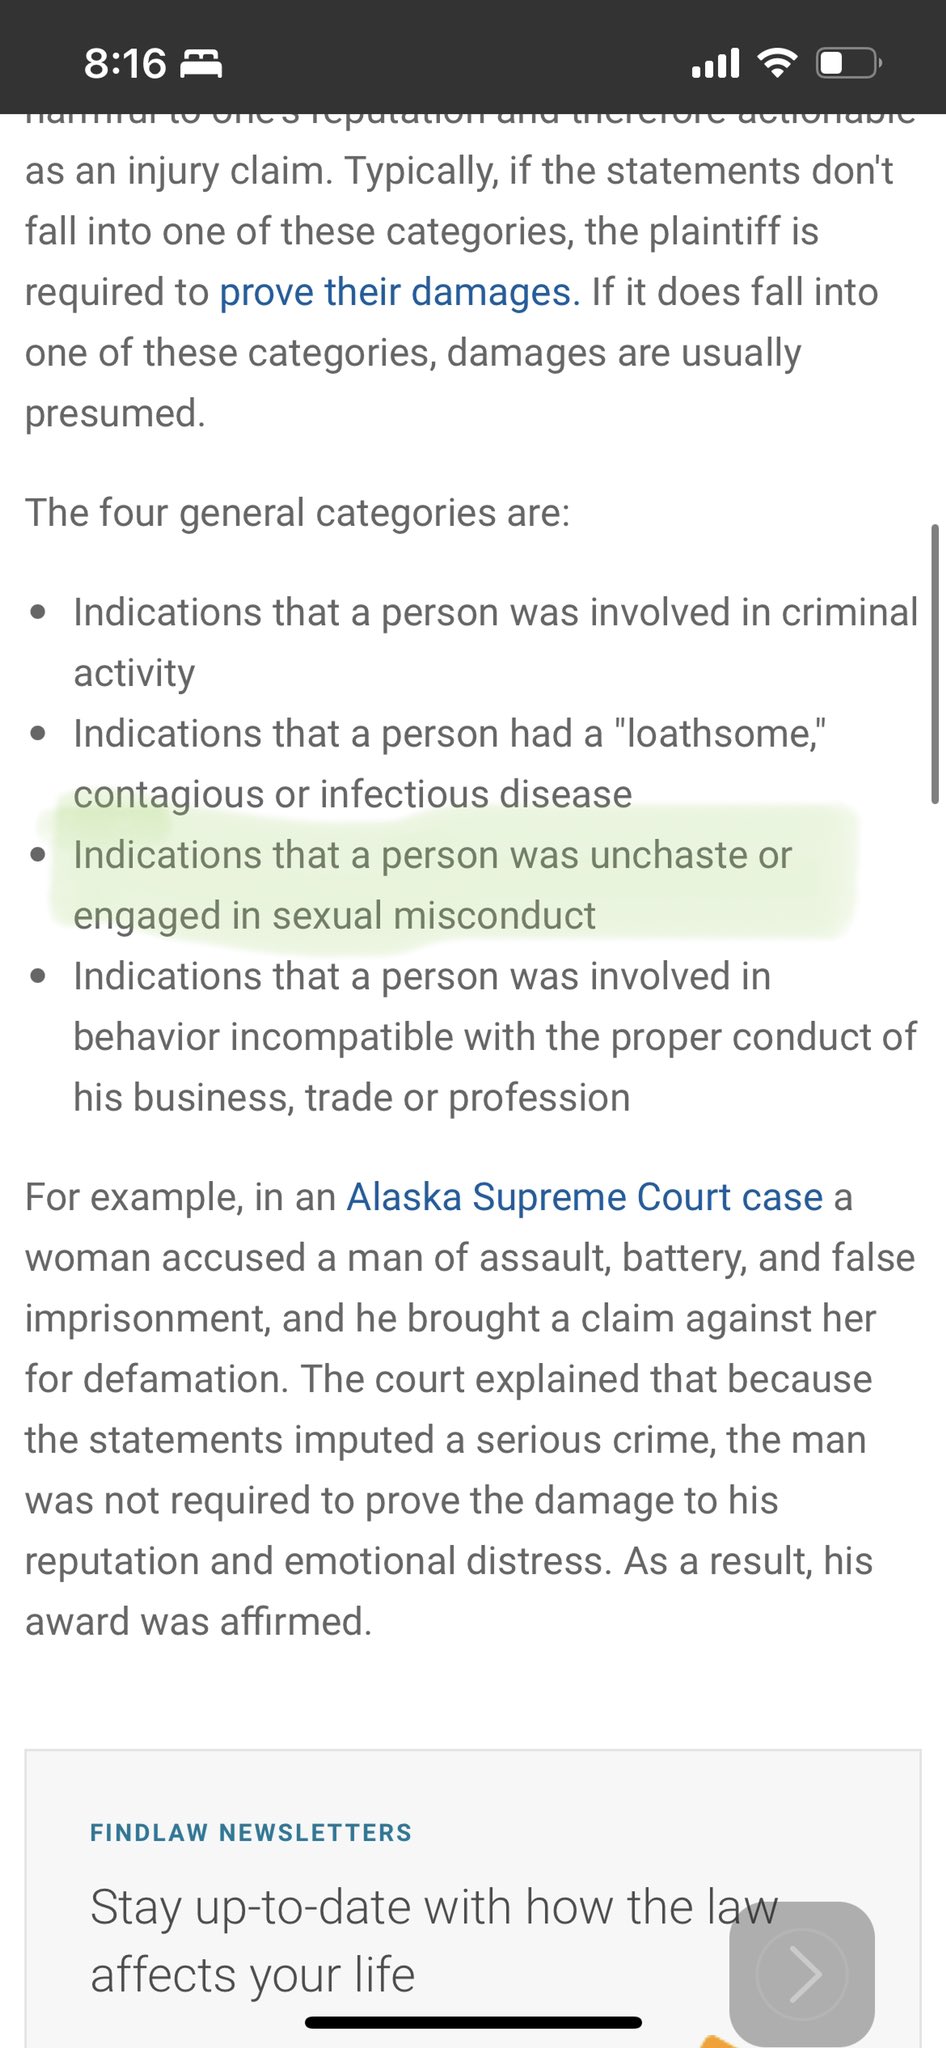 8:16
harmful to one's reputation and therefore actionable
as an injury claim. Typically, if the statements don't
fall into one of these categories, the plaintiff is
required to prove their damages. If it does fall into
one of these categories, damages are usually
presumed.
The four general categories are:
• Indications that a person was involved in criminal
activity
• Indications that a person had a "loathsome,"
contagious or infectious disease
• Indications that a person was unchaste or
engaged in sexual misconduct
• Indications that a person was involved in
behavior incompatible with the proper conduct of
his business, trade or profession
For example, in an Alaska Supreme Court case a
woman accused a man of assault, battery, and false
imprisonment, and he brought a claim against her
for defamation. The court explained that because
the statements imputed a serious crime, the man
was not required to prove the damage to his
reputation and emotional distress. As a result, his
award was affirmed.
FINDLAW NEWSLETTERS
Stay up-to-date with how the law
affects your life